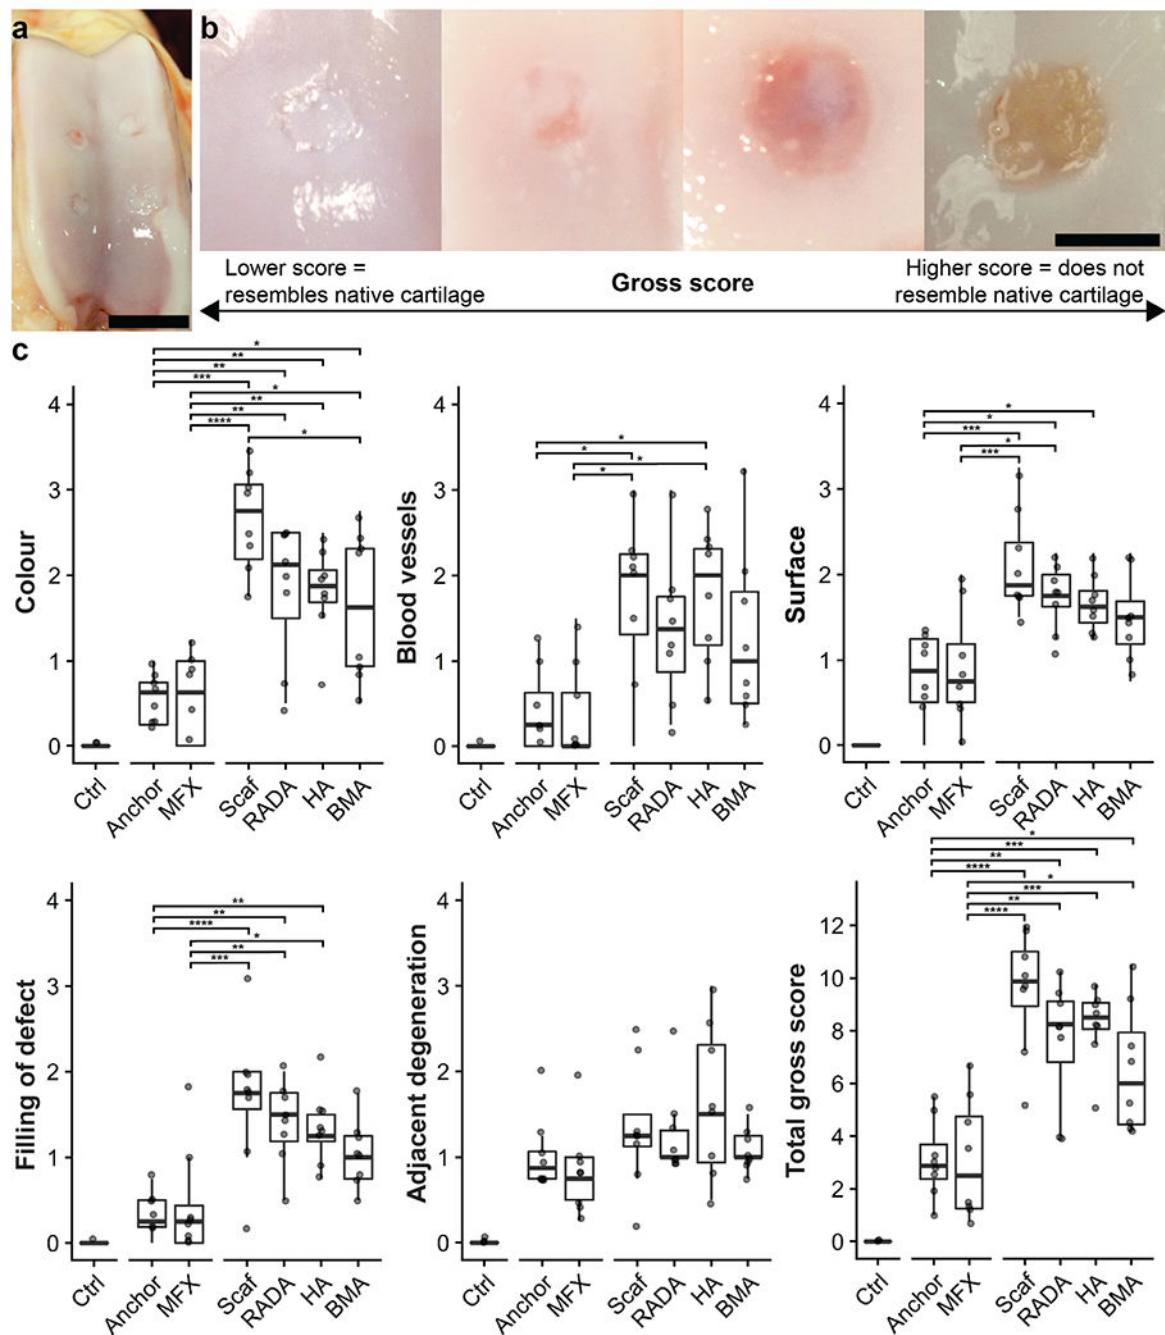 a
b
Lower score =
resembles native cartilage
Gross score
Higher score = does not
resemble native cartilage
c
Colour
4
3
2
1
0
*
**
**
***
*
**
**
****
*
Ctrl
Anchor
MFX
Scaf
RADA
HA
BMA
Blood vessels
4
3
2
1
0
*
*
*
*
Ctrl
Anchor
MFX
Scaf
RADA
HA
BMA
Surface
4
3
2
1
0
*
*
***
*
***
Ctrl
Anchor
MFX
Scaf
RADA
HA
BMA
Filling of defect
4
3
2
1
0
**
**
****
*
**
***
Ctrl
Anchor
MFX
Scaf
RADA
HA
BMA
Adjacent degeneration
4
3
2
1
0
Ctrl
Anchor
MFX
Scaf
RADA
HA
BMA
Total gross score
12
10
8
6
4
2
0
*
***
**
****
*
***
**
****
Ctrl
Anchor
MFX
Scaf
RADA
HA
BMA